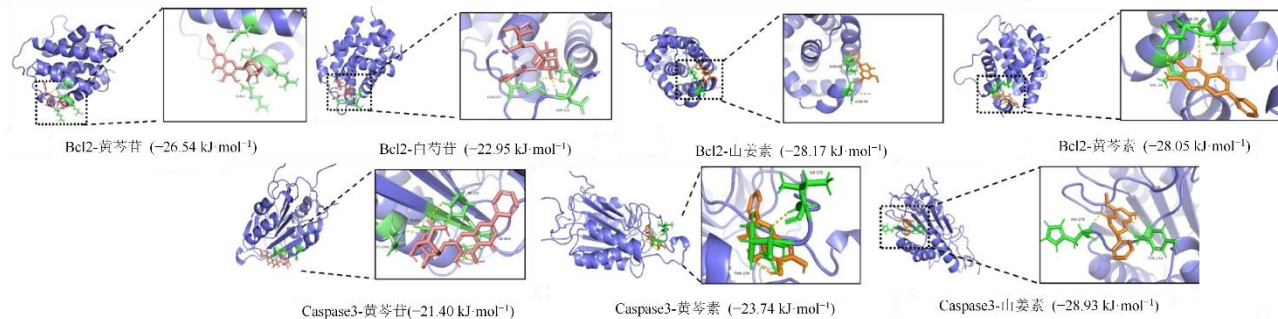 Bcl2-黄芩苷 (−26.54 kJ·mol⁻¹)
Bcl2-白芍苷 (−22.95 kJ·mol⁻¹)
Bcl2-山姜素 (−28.17 kJ·mol⁻¹)
Bcl2-黄芩素 (−28.05 kJ·mol⁻¹)
Caspase3-黄芩苷(−21.40 kJ·mol⁻¹)
Caspase3-黄芩素 (−23.74 kJ·mol⁻¹)
Caspase3-山姜素 (−28.93 kJ·mol⁻¹)